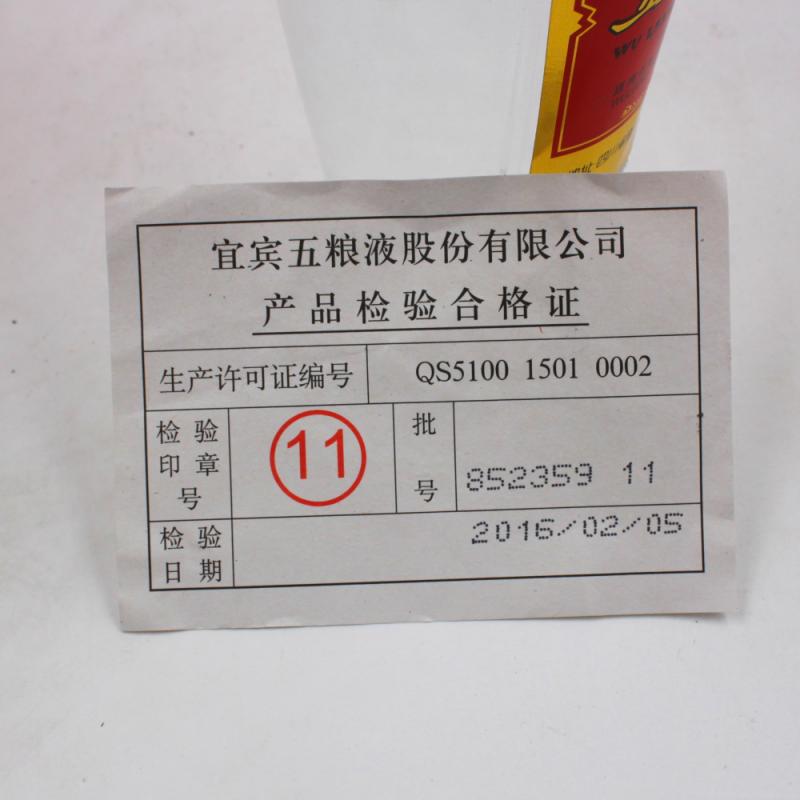 WU L
宜宾五粮液股份有限公司
产品检验合格证
生产许可证编号 QS5100 1501 0002
检验印章号 11 批号 852359 11
检验日期 2016/02/05